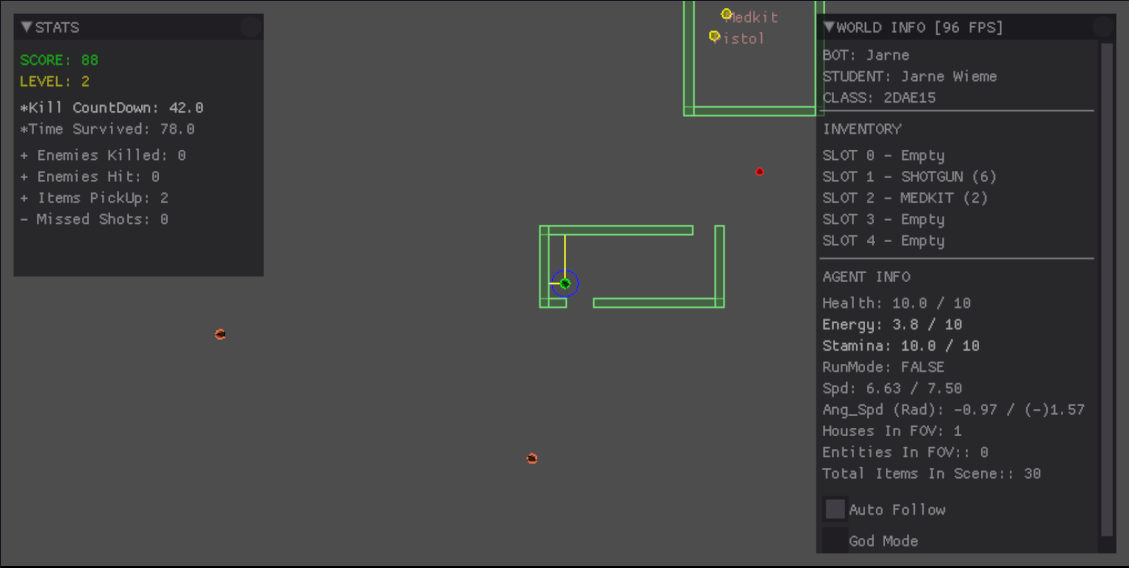 STATS
SCORE: 88
LEVEL: 2
*Kill CountDown: 42.0
*Time Survived: 78.0
+ Enemies Killed: 0
+ Enemies Hit: 0
+ Items PickUp: 2
- Missed Shots: 0
Medkit
Pistol
WORLD INFO [96 FPS]
BOT: Jarne
STUDENT: Jarne Wieme
CLASS: 2DAE15
INVENTORY
SLOT 0 - Empty
SLOT 1 - SHOTGUN (6)
SLOT 2 - MEDKIT (2)
SLOT 3 - Empty
SLOT 4 - Empty
AGENT INFO
Health: 10.0 / 10
Energy: 3.8 / 10
Stamina: 10.0 / 10
RunMode: FALSE
Spd: 6.63 / 7.50
Ang_Spd (Rad): -0.97 / (-)1.57
Houses In FOV: 1
Entities In FOV:: 0
Total Items In Scene:: 30
Auto Follow
God Mode